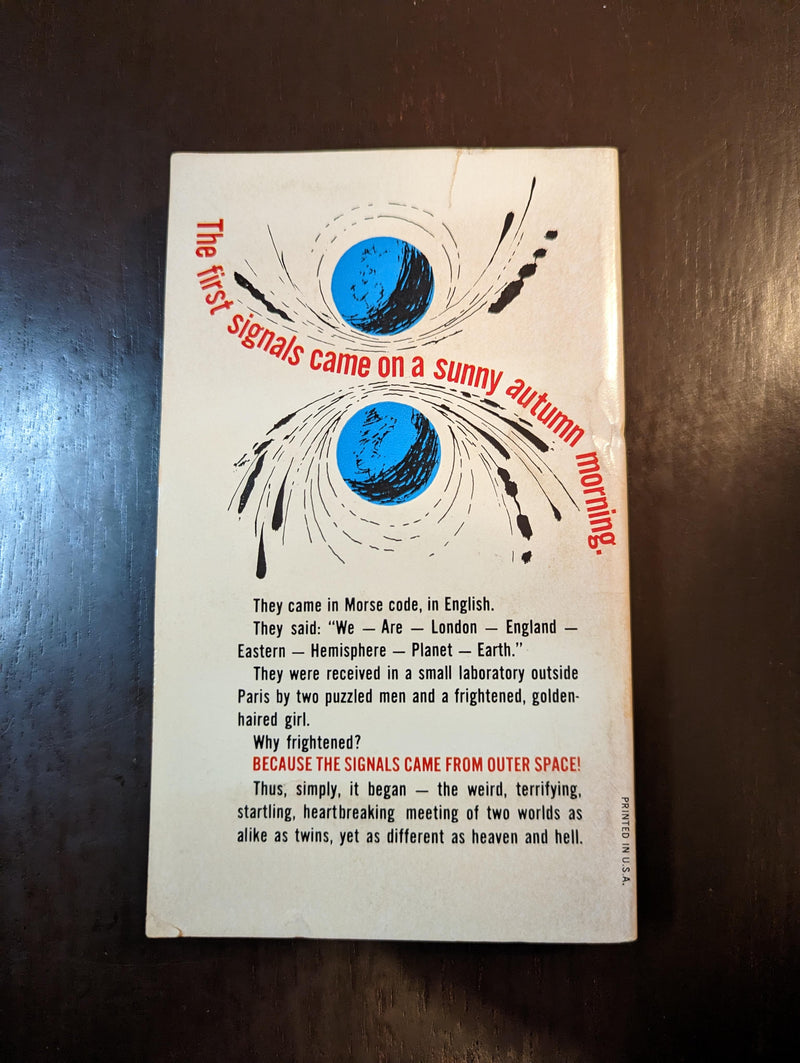 The first signals came on a sunny autumn morning.
They came in Morse code, in English.
They said: “We — Are — London — England —
Eastern — Hemisphere — Planet — Earth.”
They were received in a small laboratory outside
Paris by two puzzled men and a frightened, golden-
haired girl.
Why frightened?
BECAUSE THE SIGNALS CAME FROM OUTER SPACE!
Thus, simply, it began — the weird, terrifying,
startling, heartbreaking meeting of two worlds as
alike as twins, yet as different as heaven and hell.
PRINTED IN U.S.A.